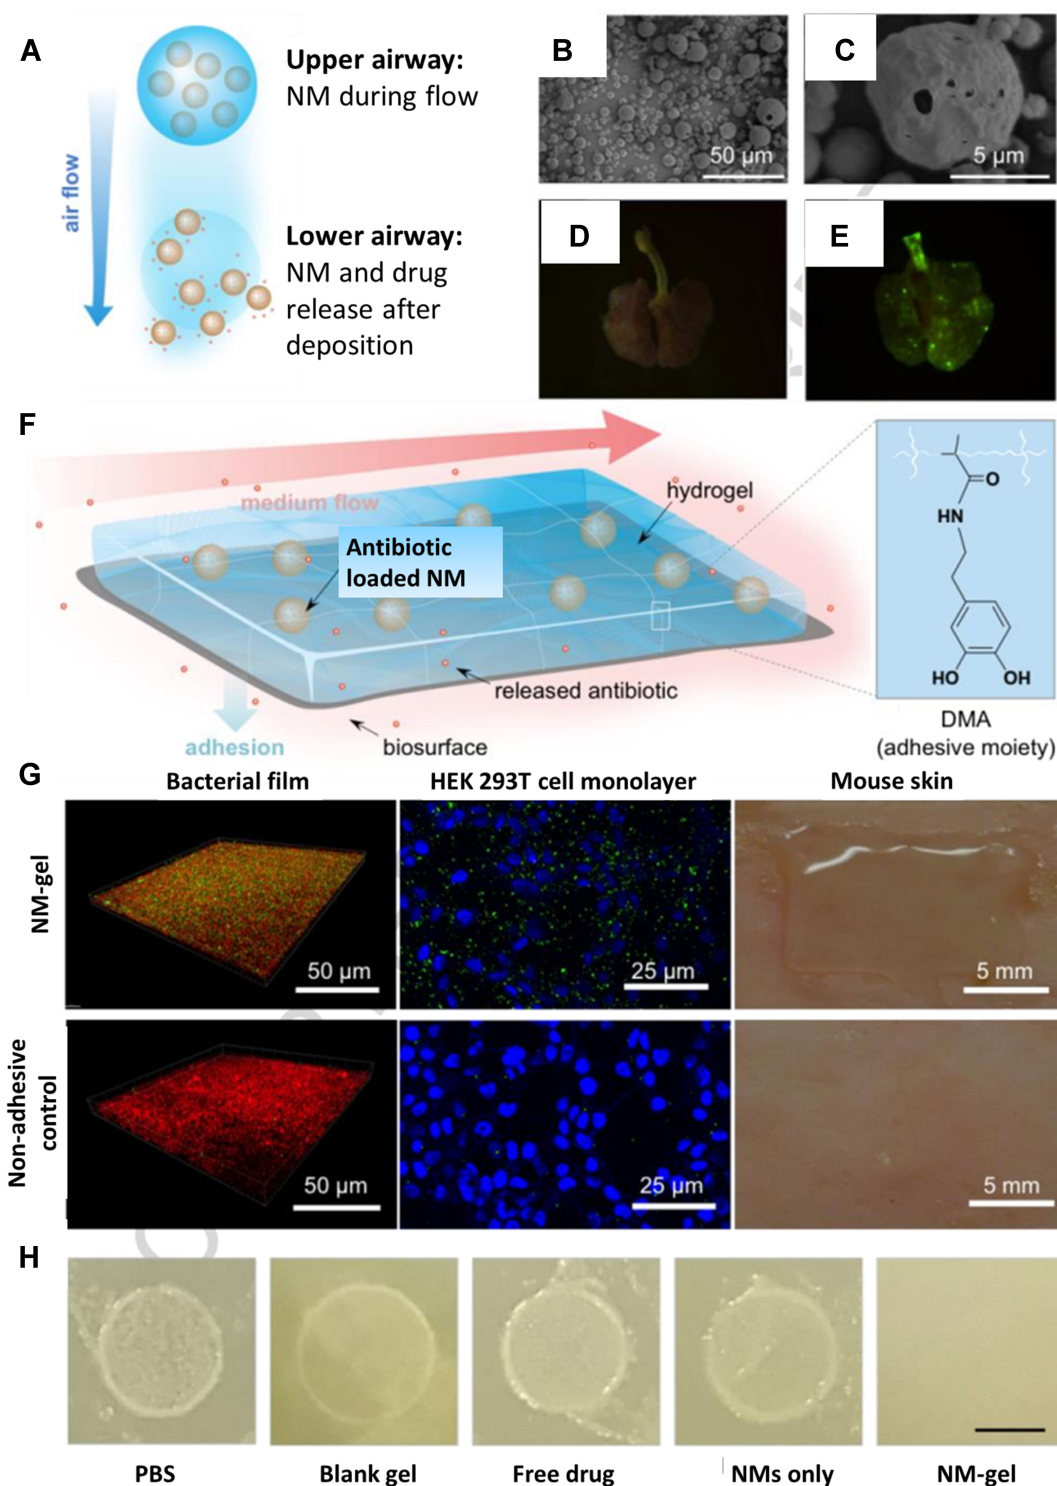 A
Upper airway:
NM during flow
air flow
Lower airway:
NM and drug
release after
deposition
B
50 µm
C
5 µm
D
E
F
medium flow
hydrogel
Antibiotic
loaded NM
released antibiotic
adhesion
biosurface
O
HN
HO
OH
DMA
(adhesive moiety)
G
Bacterial film
HEK 293T cell monolayer
Mouse skin
NM-gel
50 µm
25 µm
5 mm
Non-adhesive
control
50 µm
25 µm
5 mm
H
PBS
Blank gel
Free drug
NMs only
NM-gel